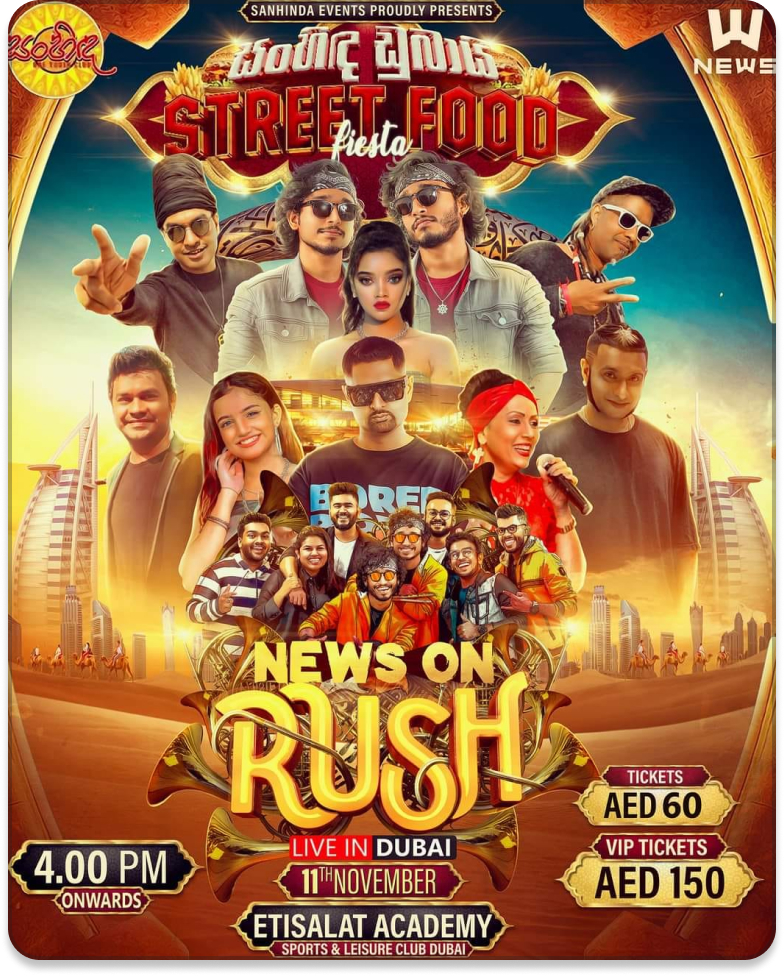 SANHINDA EVENTS PROUDLY PRESENTS
සංහිඳ
W
NEWS
සංහිඳ ඩුබායි
STREET FOOD
fiesta
BORED
NEWS ON
RUSH
LIVE IN DUBAI
11TH NOVEMBER
4.00 PM
ONWARDS
TICKETS
AED 60
VIP TICKETS
AED 150
ETISALAT ACADEMY
SPORTS & LEISURE CLUB DUBAI